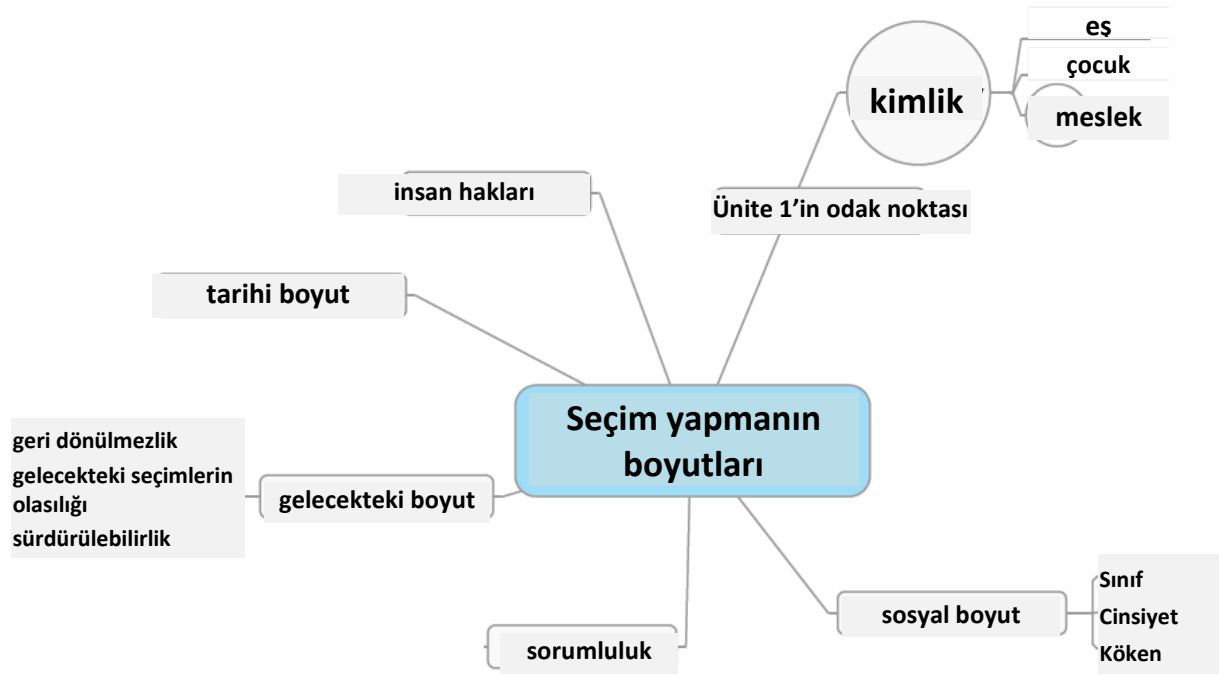 eş
çocuk
kimlik
meslek
insan hakları
Ünite 1’in odak noktası
tarihi boyut
Seçim yapmanın
boyutları
geri dönülmezlik
gelecekteki seçimlerin
olasılığı
sürdürülebilirlik
gelecekteki boyut
Sınıf
sosyal boyut
Cinsiyet
Köken
sorumluluk